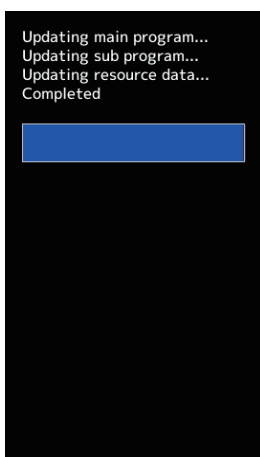 Updating main program...
Updating sub program...
Updating resource data...
Completed